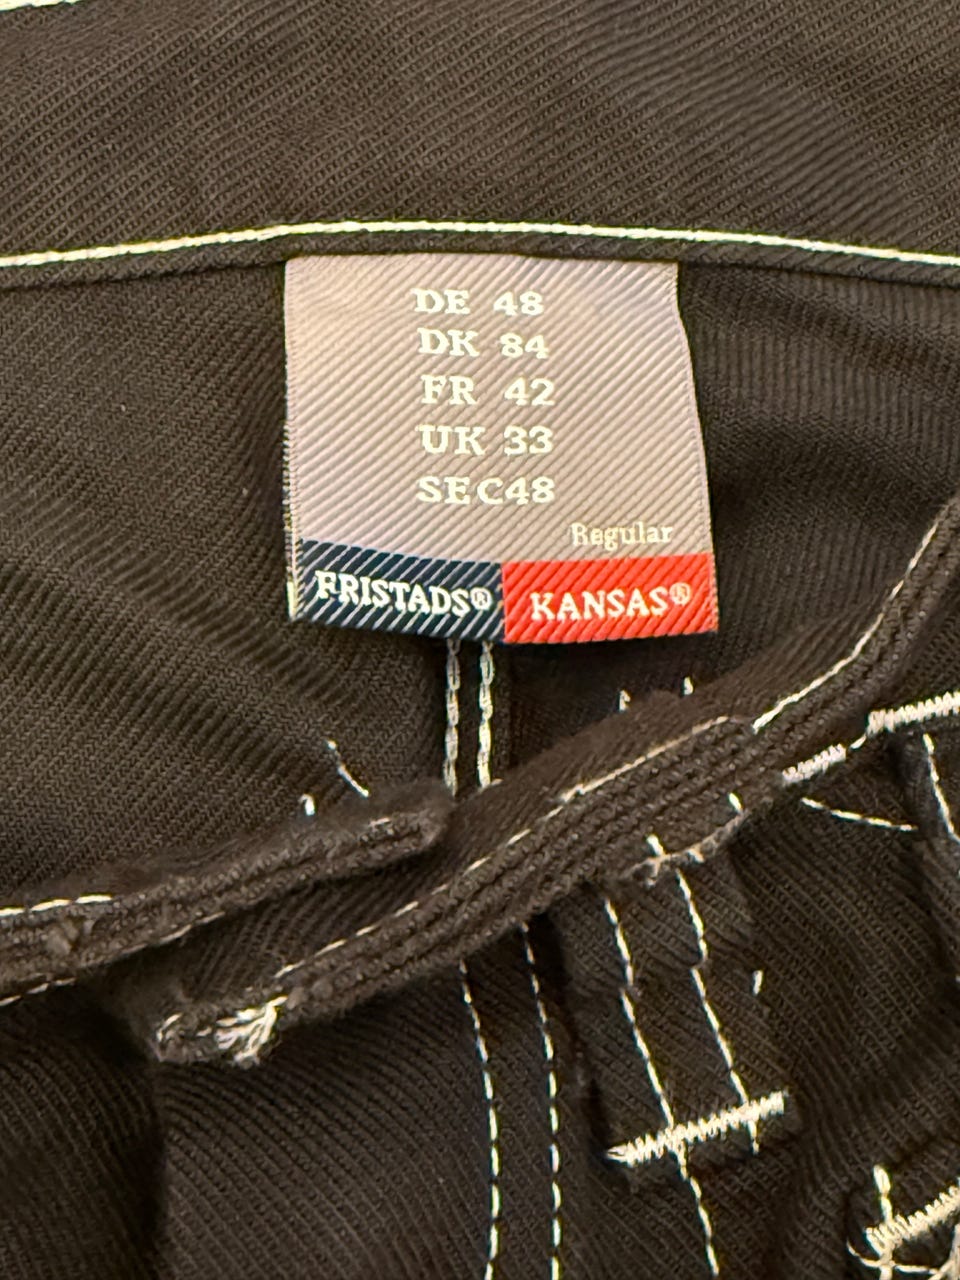 DE 48
DK 84
FR 42
UK 33
SE C48
Regular
FRISTADS® KANSAS®